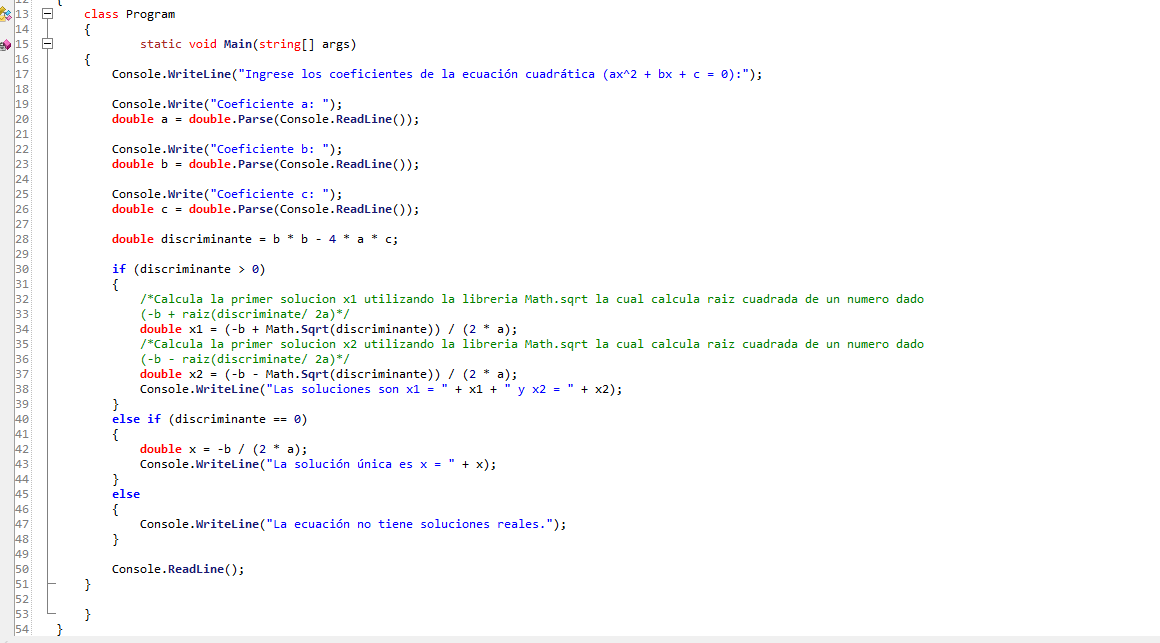 12 {
13 class Program
14 {
15 static void Main(string[] args)
16 {
17 Console.WriteLine("Ingrese los coeficientes de la ecuación cuadrática (ax^2 + bx + c = 0):");
18
19 Console.Write("Coeficiente a: ");
20 double a = double.Parse(Console.ReadLine());
21
22 Console.Write("Coeficiente b: ");
23 double b = double.Parse(Console.ReadLine());
24
25 Console.Write("Coeficiente c: ");
26 double c = double.Parse(Console.ReadLine());
27
28 double discriminante = b * b - 4 * a * c;
29
30 if (discriminante > 0)
31 {
32 /*Calcula la primer solucion x1 utilizando la libreria Math.sqrt la cual calcula raiz cuadrada de un numero dado
33 (-b + raiz(discriminate/ 2a)*/
34 double x1 = (-b + Math.Sqrt(discriminante)) / (2 * a);
35 /*Calcula la primer solucion x2 utilizando la libreria Math.sqrt la cual calcula raiz cuadrada de un numero dado
36 (-b - raiz(discriminate/ 2a)*/
37 double x2 = (-b - Math.Sqrt(discriminante)) / (2 * a);
38 Console.WriteLine("Las soluciones son x1 = " + x1 + " y x2 = " + x2);
39 }
40 else if (discriminante == 0)
41 {
42 double x = -b / (2 * a);
43 Console.WriteLine("La solución única es x = " + x);
44 }
45 else
46 {
47 Console.WriteLine("La ecuación no tiene soluciones reales.");
48 }
49
50 Console.ReadLine();
51 }
52
53 }
54 }